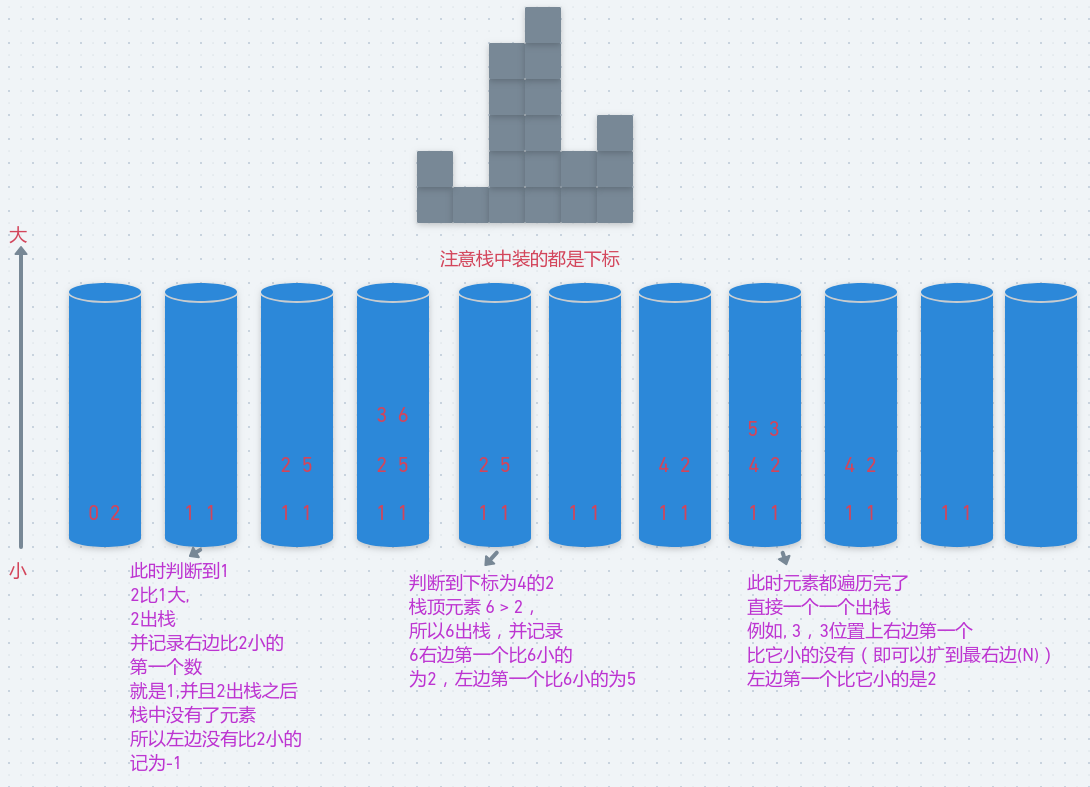 大
注意栈中装的都是下标
3 6
5 3
2 5
2 5
2 5
4 2
4 2
4 2
0 2
1 1
1 1
1 1
1 1
1 1
1 1
1 1
1 1
1 1
小
此时判断到1
2比1大,
2出栈
并记录右边比2小的
第一个数
就是1,并且2出栈之后
栈中没有了元素
所以左边没有比2小的
记为-1
判断到下标为4的2
栈顶元素 6 > 2 ,
所以6出栈，并记录
6右边第一个比6小的
为2，左边第一个比6小的为5
此时元素都遍历完了
直接一个一个出栈
例如, 3，3位置上右边第一个
比它小的没有（即可以扩到最右边(N)）
左边第一个比它小的是2